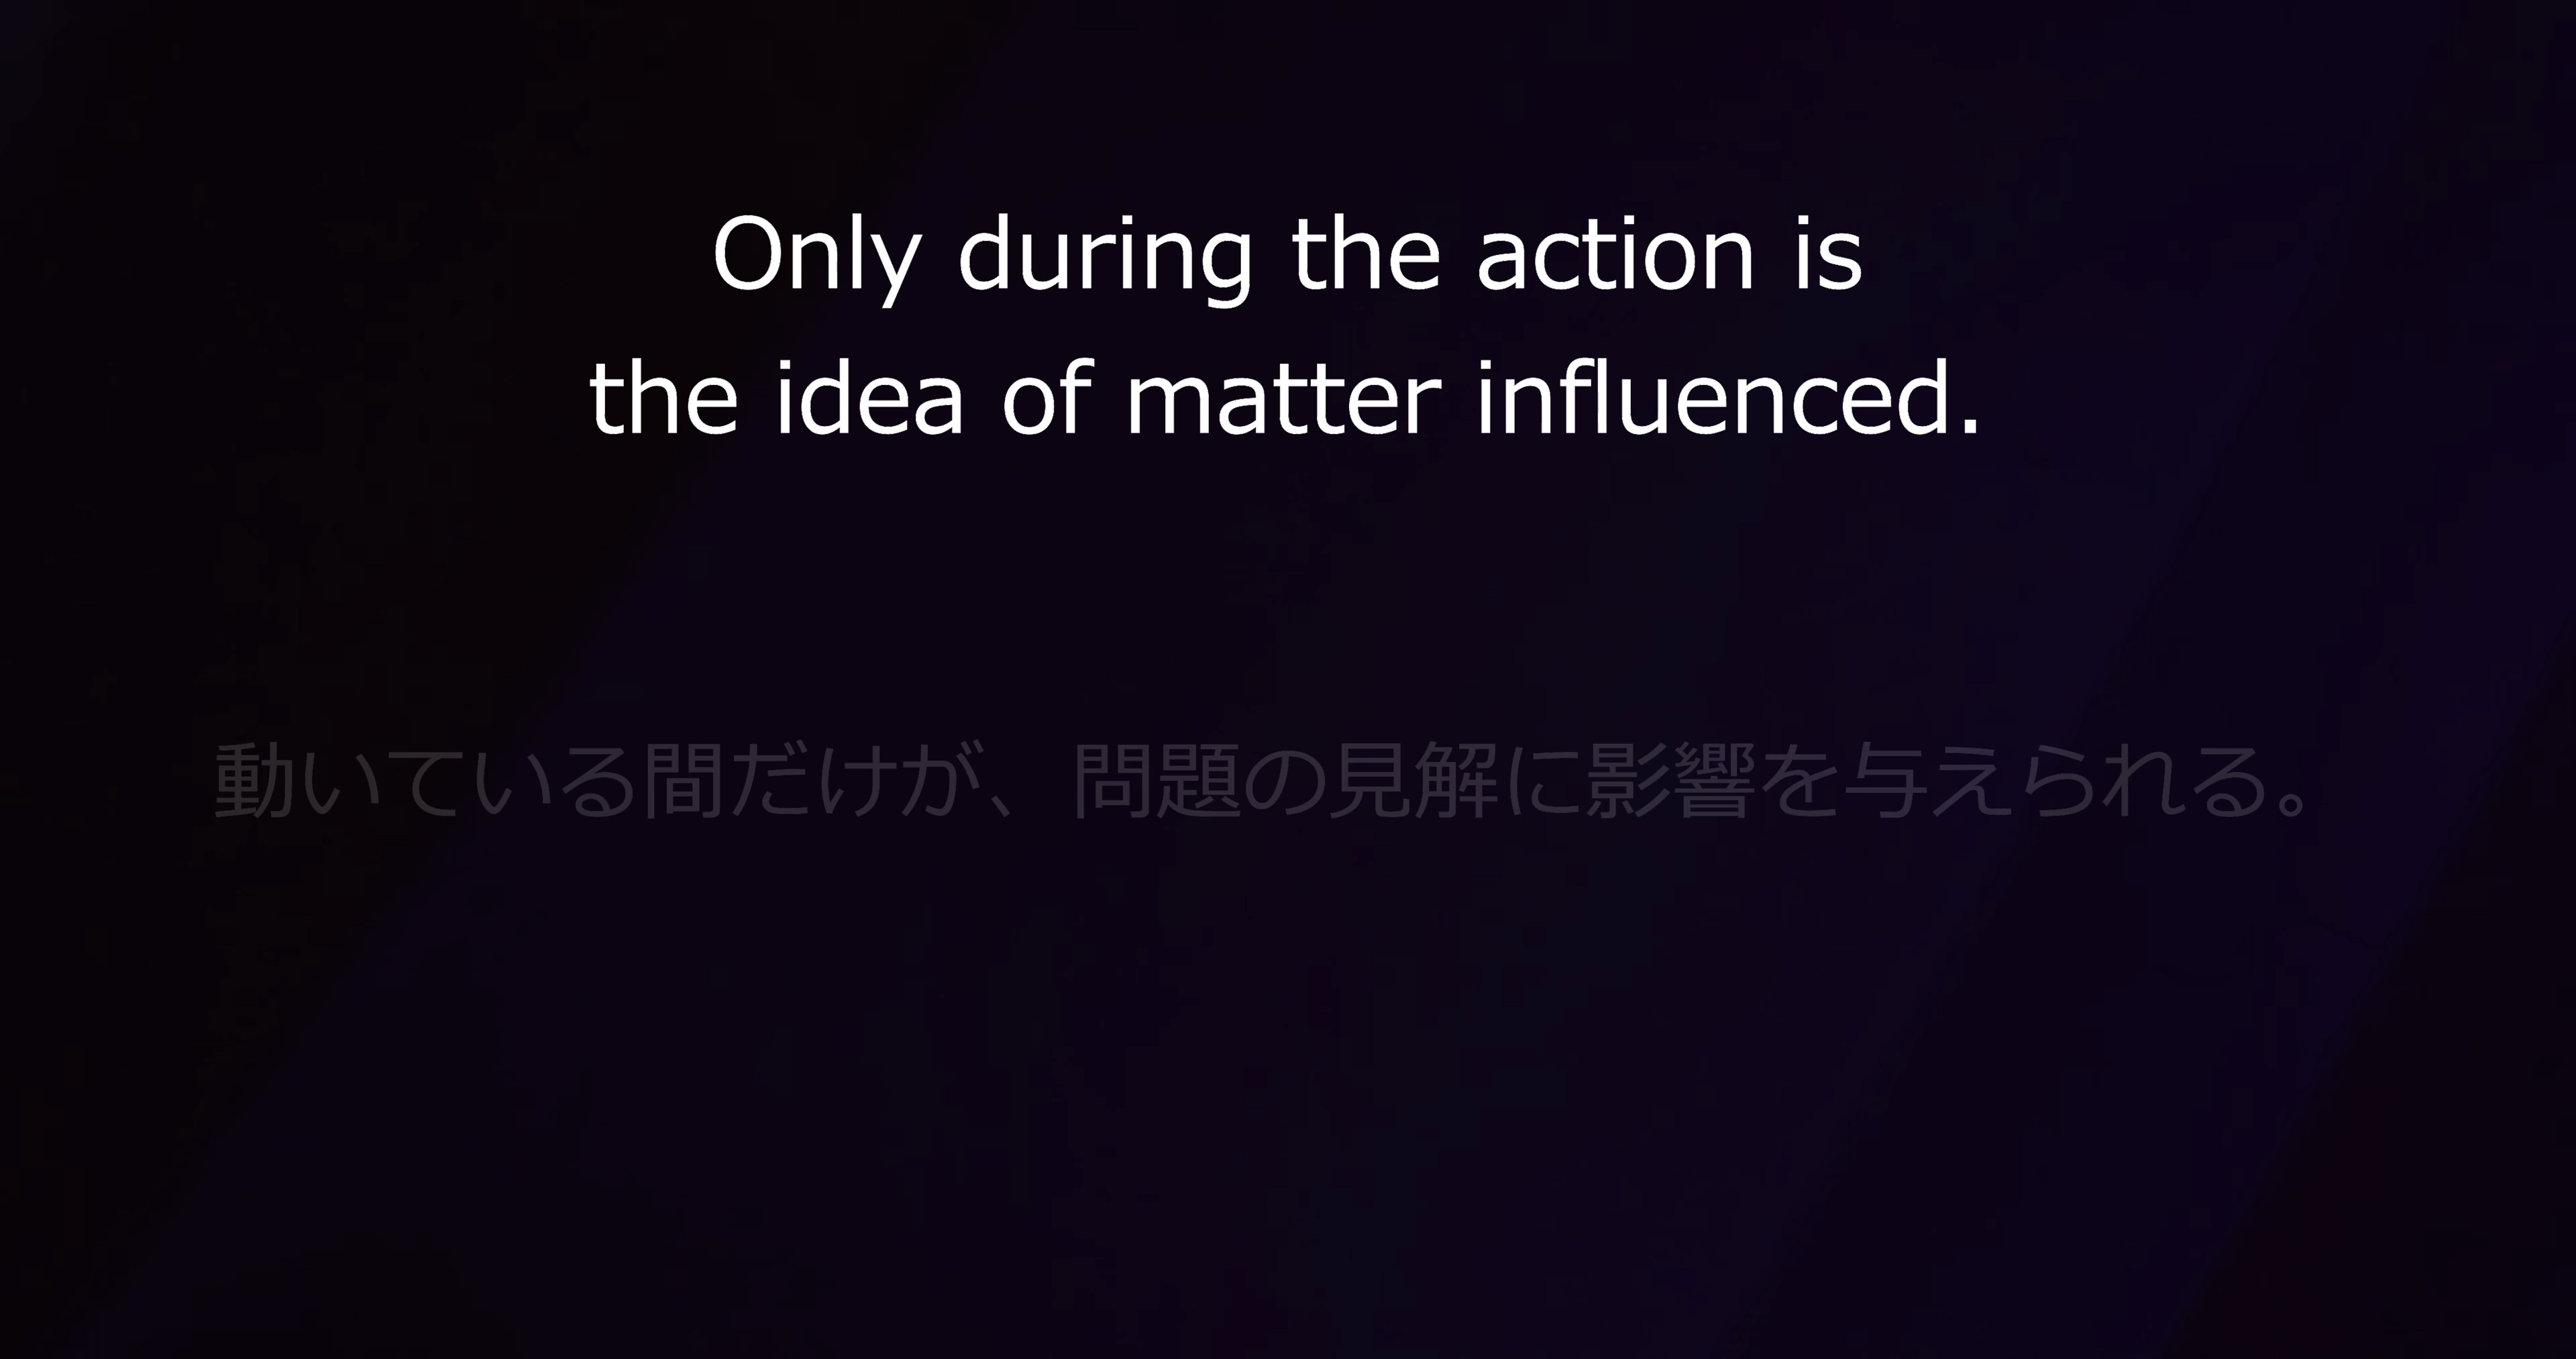 Only during the action is
the idea of matter influenced.
動いている間だけが、問題の見解に影響を与えられる。